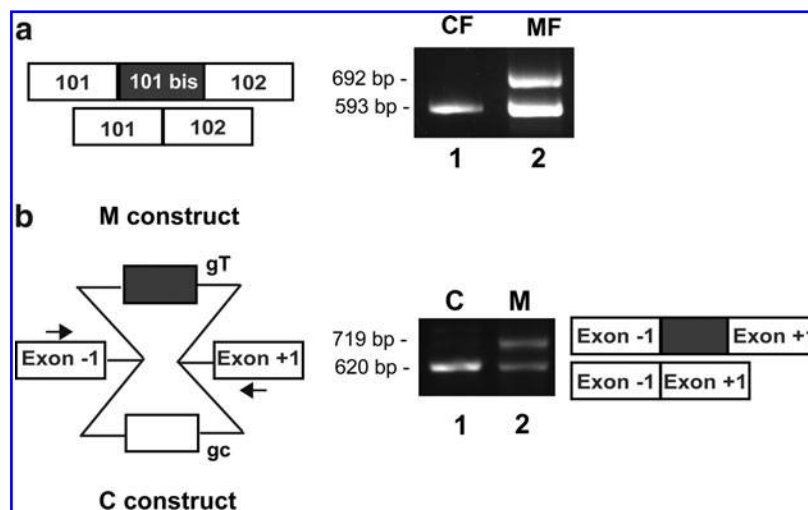 a
CF MF
101 101 bis 102
101 102
692 bp -
593 bp -
1 2
b
M construct
gT
Exon -1 Exon +1
gc
C construct
C M
719 bp -
620 bp -
1 2
Exon -1 Exon +1
Exon -1 Exon +1